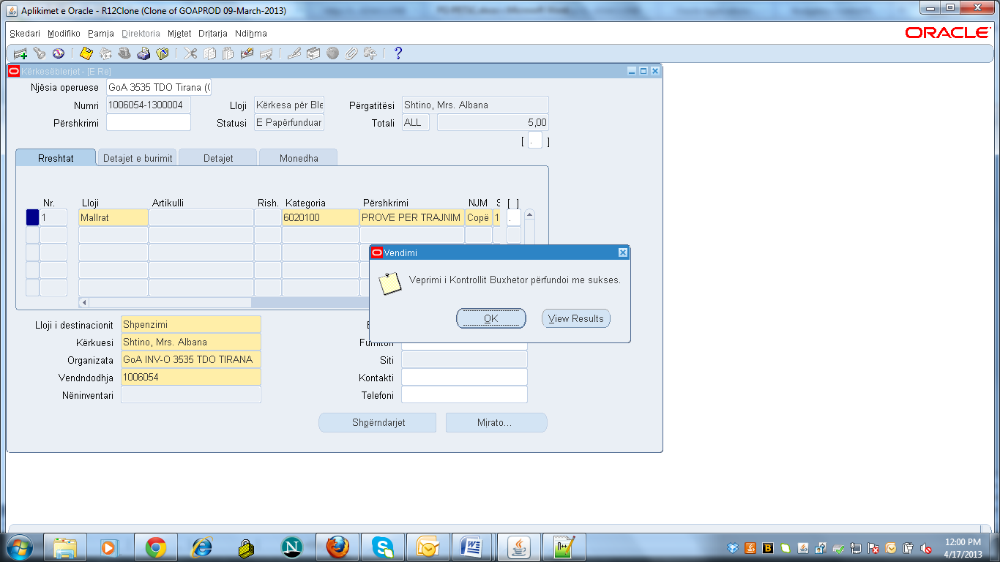 Aplikimet e Oracle - R12Clone (Clone of GOAPROD 09-March-2013)
Skedari Modifiko Pamja Direktoria Mjetet Dritarja Ndihma
ORACLE
Kërkesëblerjet - [E Re]
Njësia operuese GoA 3535 TDO Tirana (
Numri 1006054-1300004 Lloji Kërkesa për Ble Përgatitësi Shtino, Mrs. Albana
Përshkrimi Statusi E Papërfunduar Totali ALL 5,00
[ . ]
Rreshtat Detajet e burimit Detajet Monedha
Nr. Lloji Artikulli Rish. Kategoria Përshkrimi NJM [ ]
1 Mallrat 6020100 PROVE PER TRAJNIM Copë 1 .
Vendimi
Veprimi i Kontrollit Buxhetor përfundoi me sukses.
OK View Results
Lloji i destinacionit Shpenzimi
Kërkuesi Shtino, Mrs. Albana Furnitori
Organizata GoA INV-O 3535 TDO TIRANA Siti
Vendndodhja 1006054 Kontakti
Nëninventari Telefoni
Shpërndarjet Mirato...
12:00 PM
4/17/2013